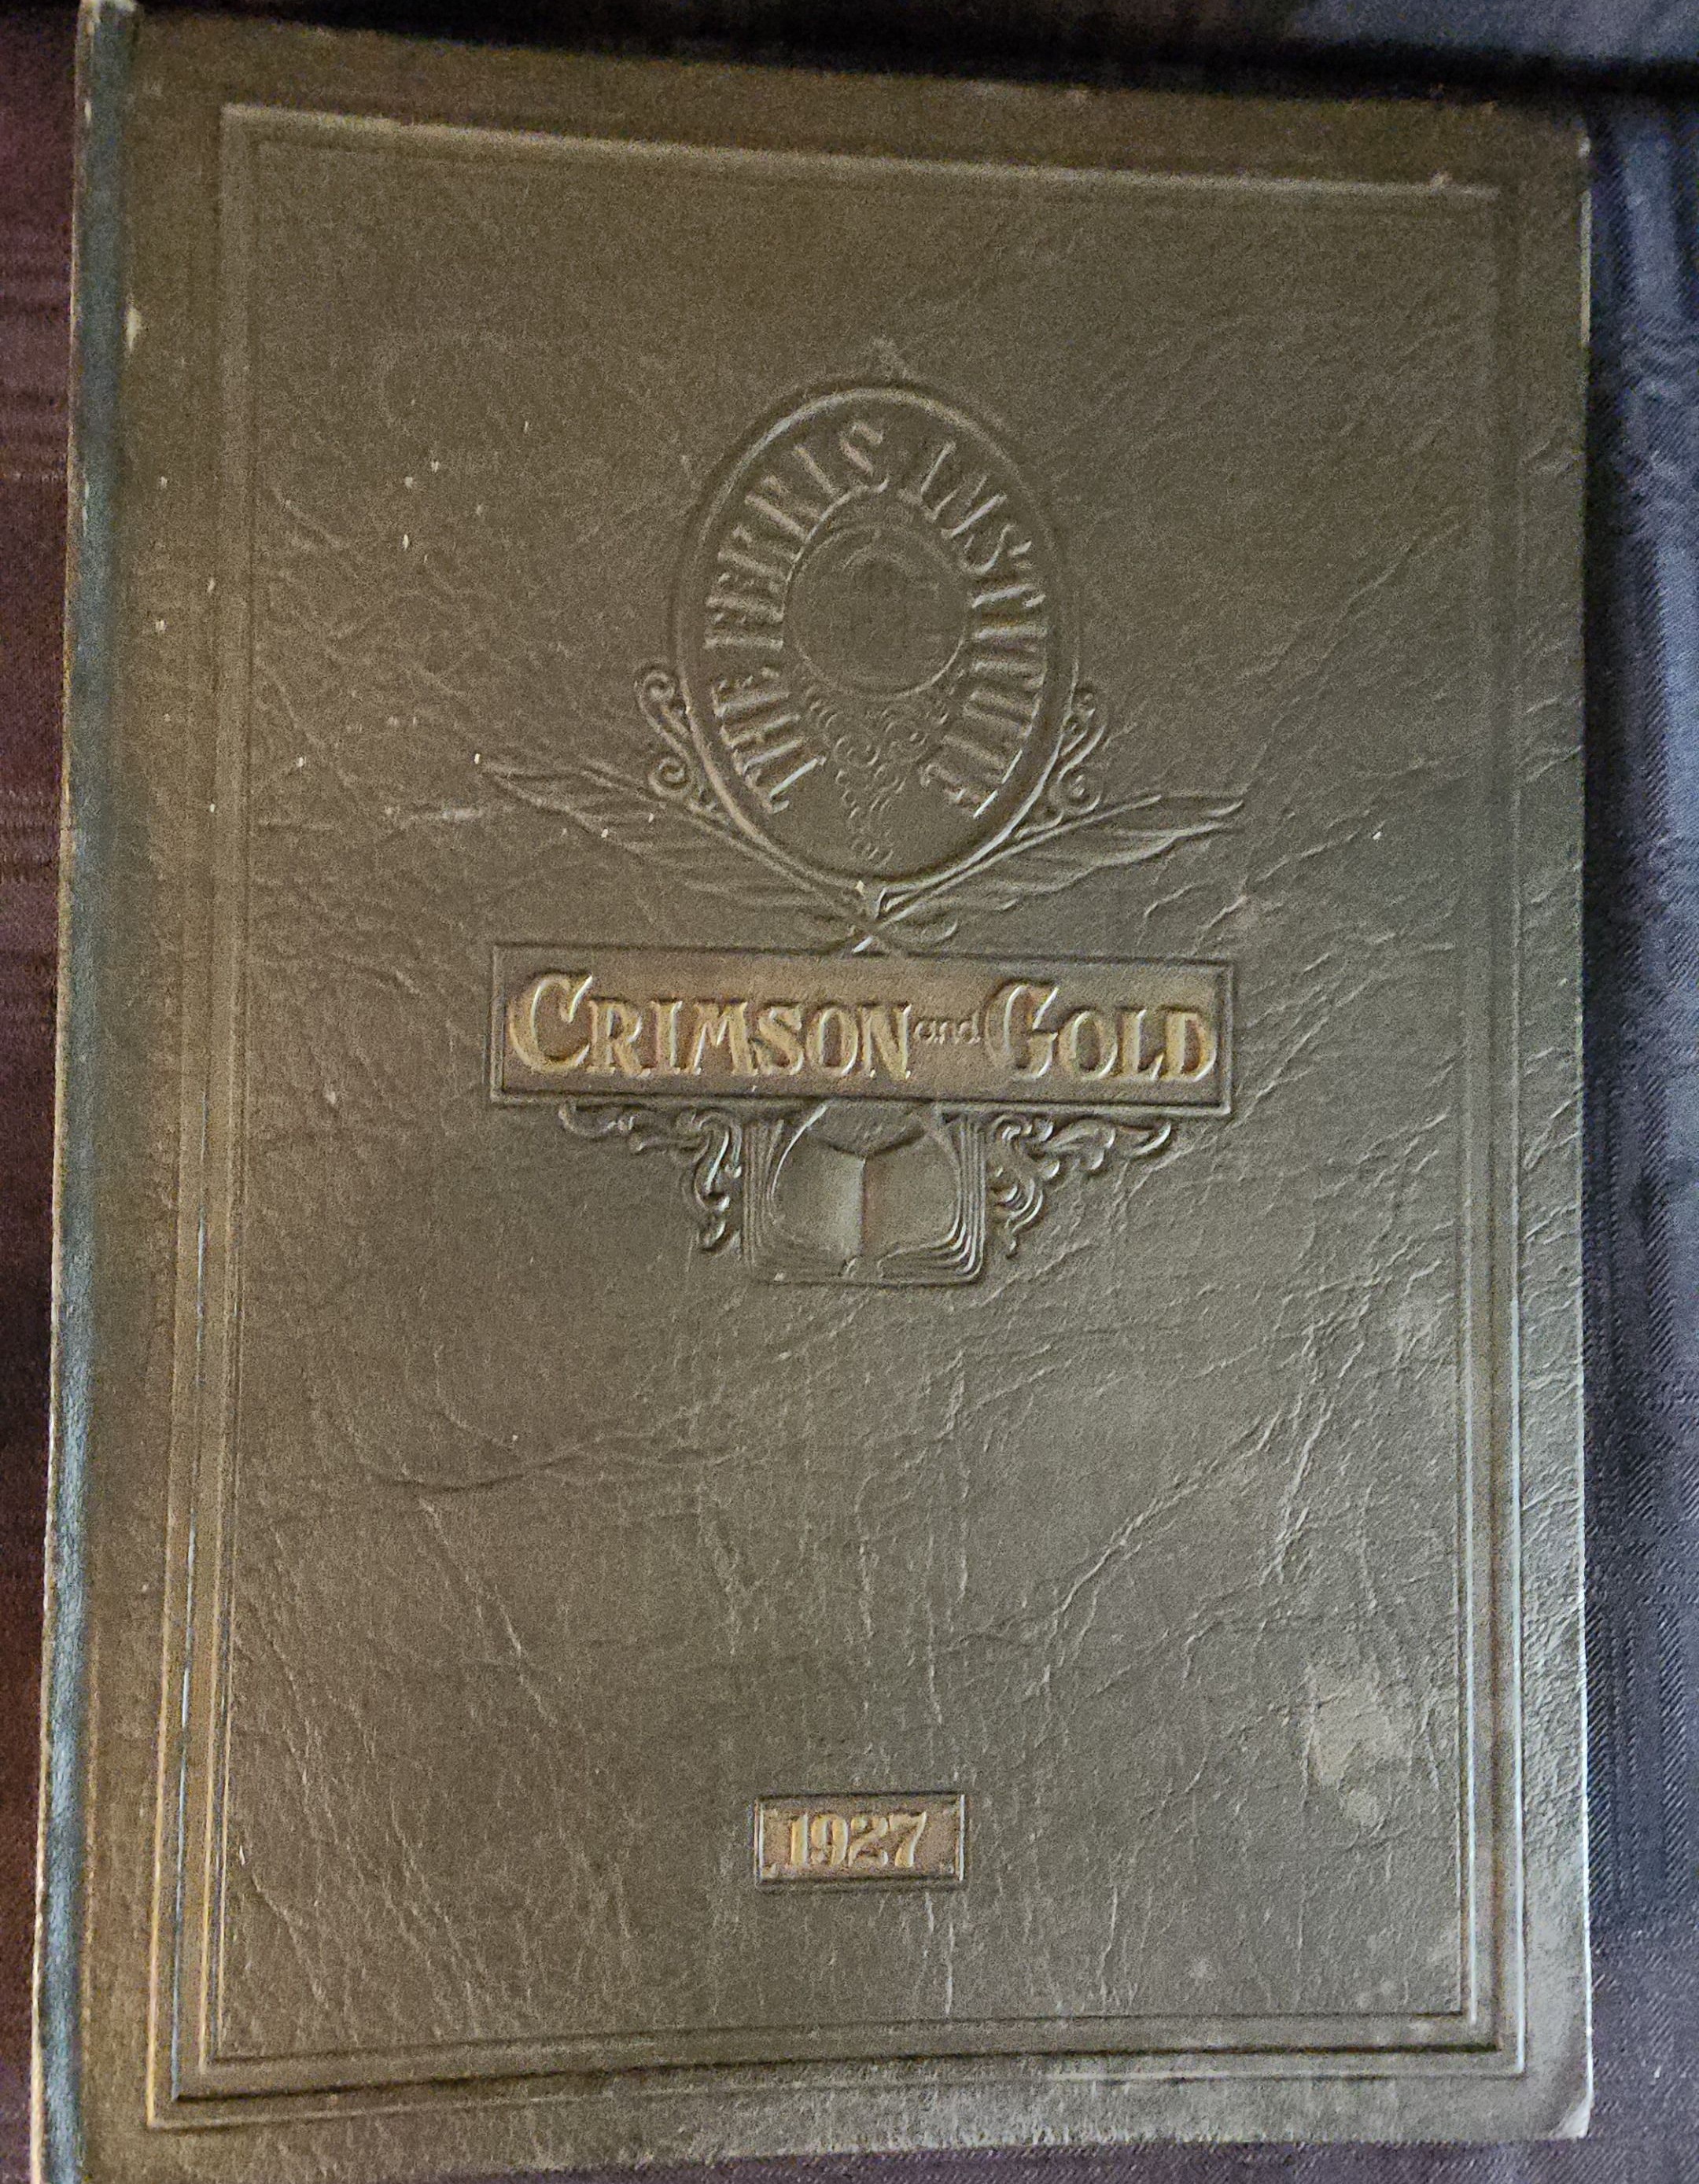 THE FERRIS INSTITUTE
CRIMSON and GOLD
1927